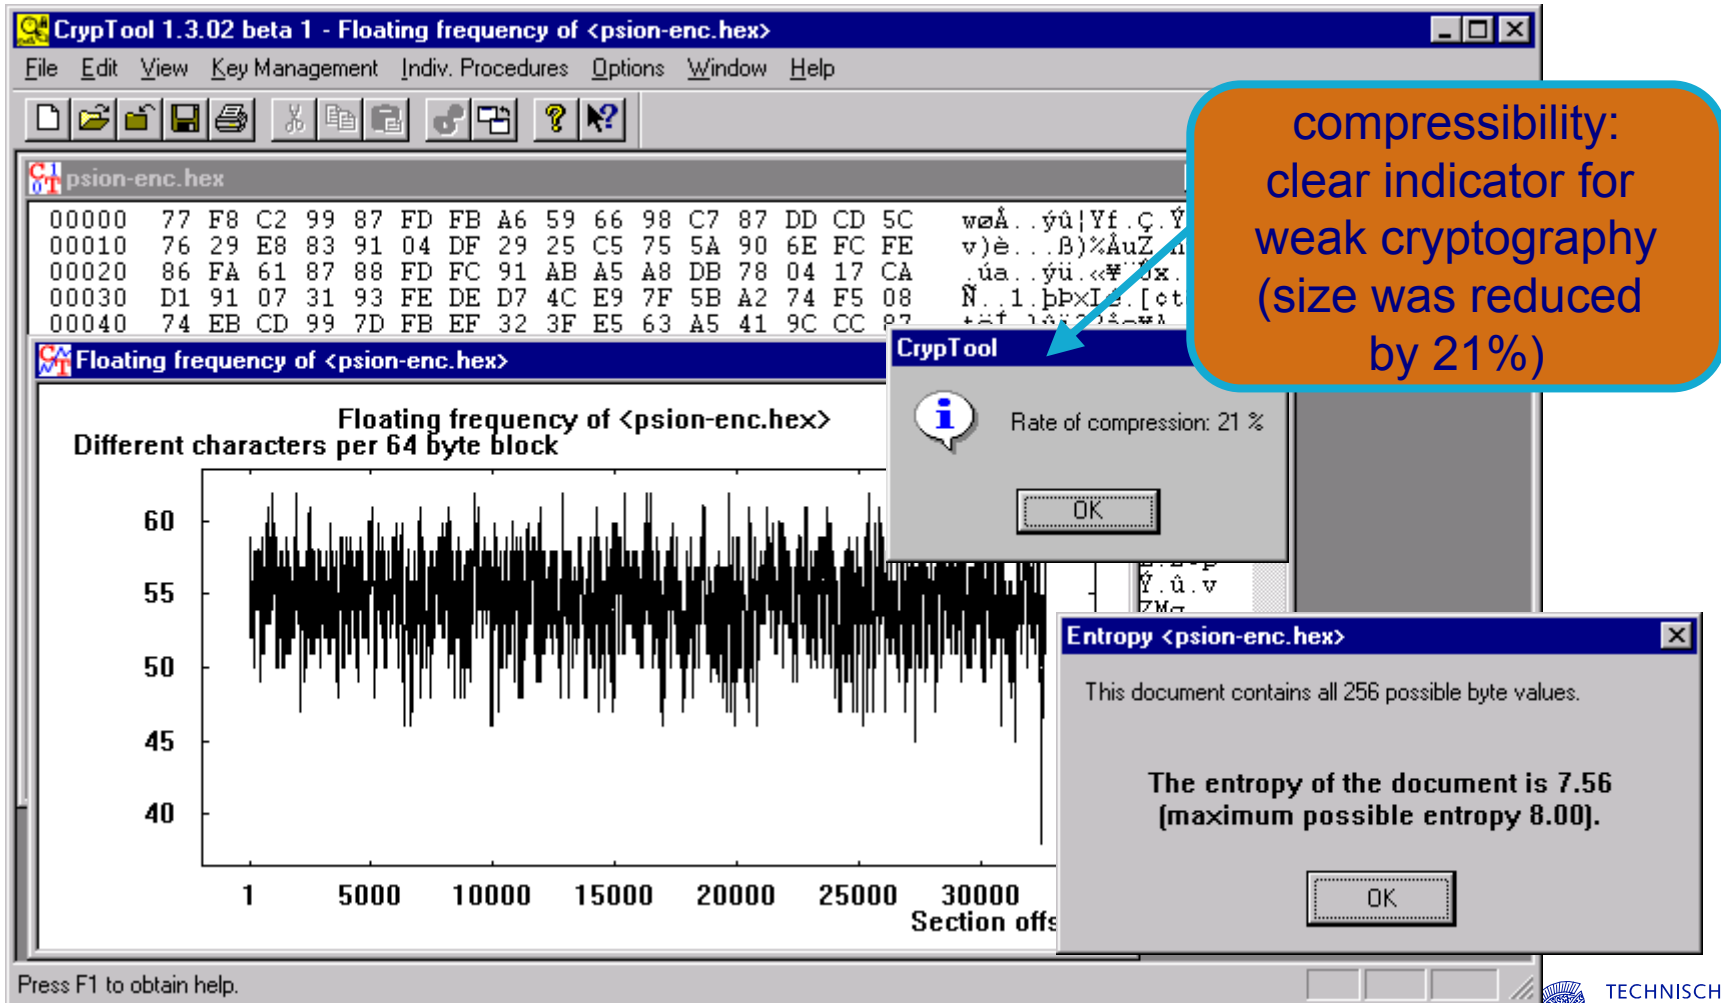 CrypTool 1.3.02 beta 1 - Floating frequency of <psion-enc.hex>
File Edit View Key Management Indiv. Procedures Options Window Help
compressibility:
clear indicator for
weak cryptography
(size was reduced
by 21%)
psion-enc.hex
00000 77 F8 C2 99 87 FD FB A6 59 66 98 C7 87 DD CD 5C
00010 76 29 E8 83 91 04 DF 29 25 C5 75 5A 90 6E FC FE
00020 86 FA 61 87 88 FD FC 91 AB A5 A8 DB 78 04 17 CA
00030 D1 91 07 31 93 FE DE D7 4C E9 7F 5B A2 74 F5 08
00040 74 EB CD 99 7D FB EF 32 3F E5 63 A5 41 9C CC 87
Floating frequency of <psion-enc.hex>
CrypTool
Rate of compression: 21 %
OK
Floating frequency of <psion-enc.hex>
Different characters per 64 byte block
60
55
50
45
40
1 5000 10000 15000 20000 25000 30000
Section offs
Ý.û.v
Entropy <psion-enc.hex>
This document contains all 256 possible byte values.
The entropy of the document is 7.56
(maximum possible entropy 8.00).
OK
Press F1 to obtain help.
TECHNISCH